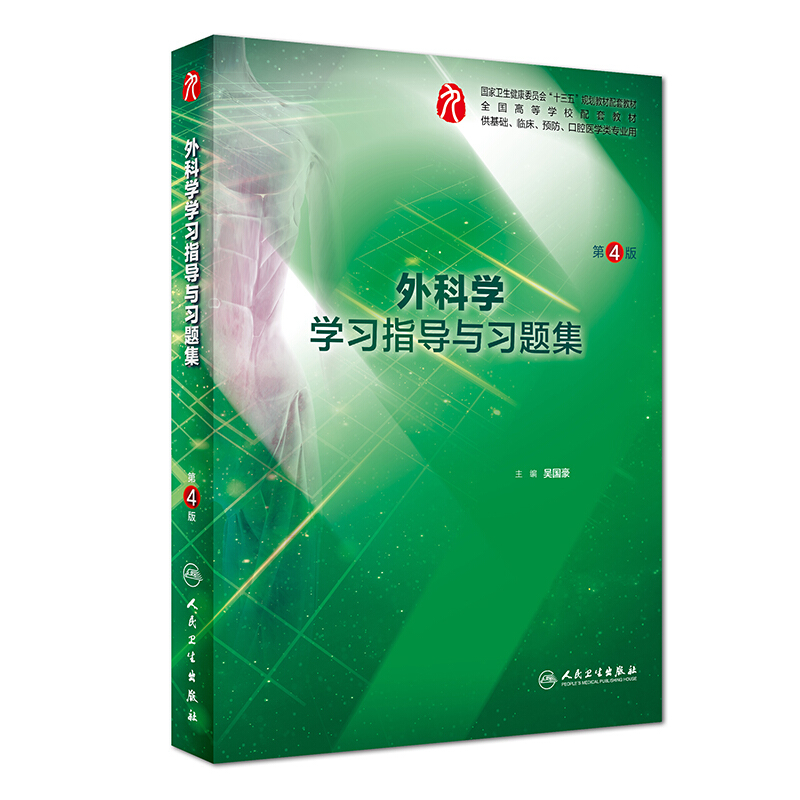 外科学学习指导与习题集
第4版
人民卫生出版社
国家卫生健康委员会“十三五”规划教材配套教材
全国高等学校配套教材
供基础、临床、预防、口腔医学类专业用
第4版
外科学
学习指导与习题集
主编 吴国豪
人民卫生出版社
PEOPLE'S MEDICAL PUBLISHING HOUSE